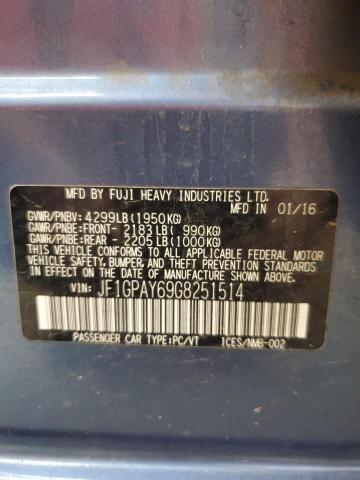 MFD. BY FUJI HEAVY INDUSTRIES LTD.
MFD IN 01/16
GVWR/PNBV: 4299LB(1950KG)
GAWR/PNBE:FRONT- 2183LB( 990KG)
GAWR/PNBE:REAR - 2205LB(1000KG)
THIS VEHICLE CONFORMS TO ALL APPLICABLE FEDERAL MOTOR
VEHICLE SAFETY, BUMPER, AND THEFT PREVENTION
STANDARDS IN EFFECT ON THE DATE OF MANUFACTURE
SHOWN ABOVE.
VIN: JF1GPAY69G8251514
PASSENGER CAR TYPE:PC/VT ICES/NMB-002